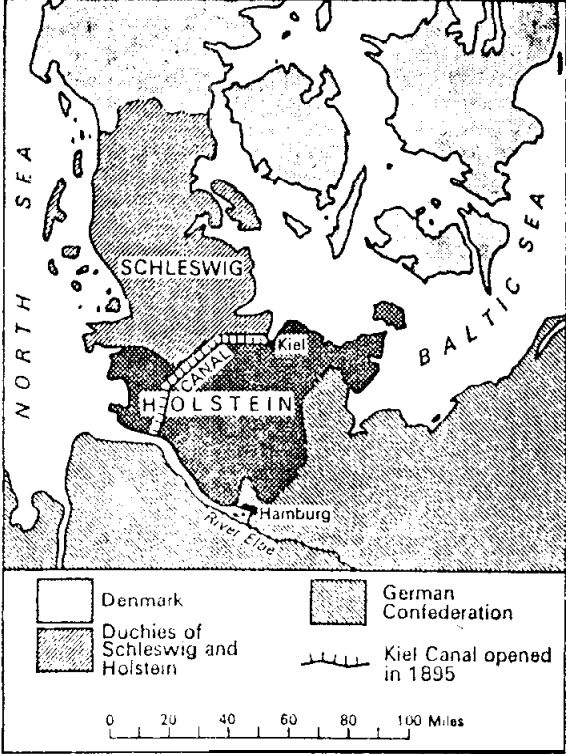 NORTH SEA
SCHLESWIG
BALTIC SEA
Kiel
CANAL
HOLSTEIN
Hamburg
River Elbe
Denmark
Duchies of
Schleswig and
Holstein
German
Confederation
Kiel Canal opened
in 1895
0 20 40 60 80 100 Miles